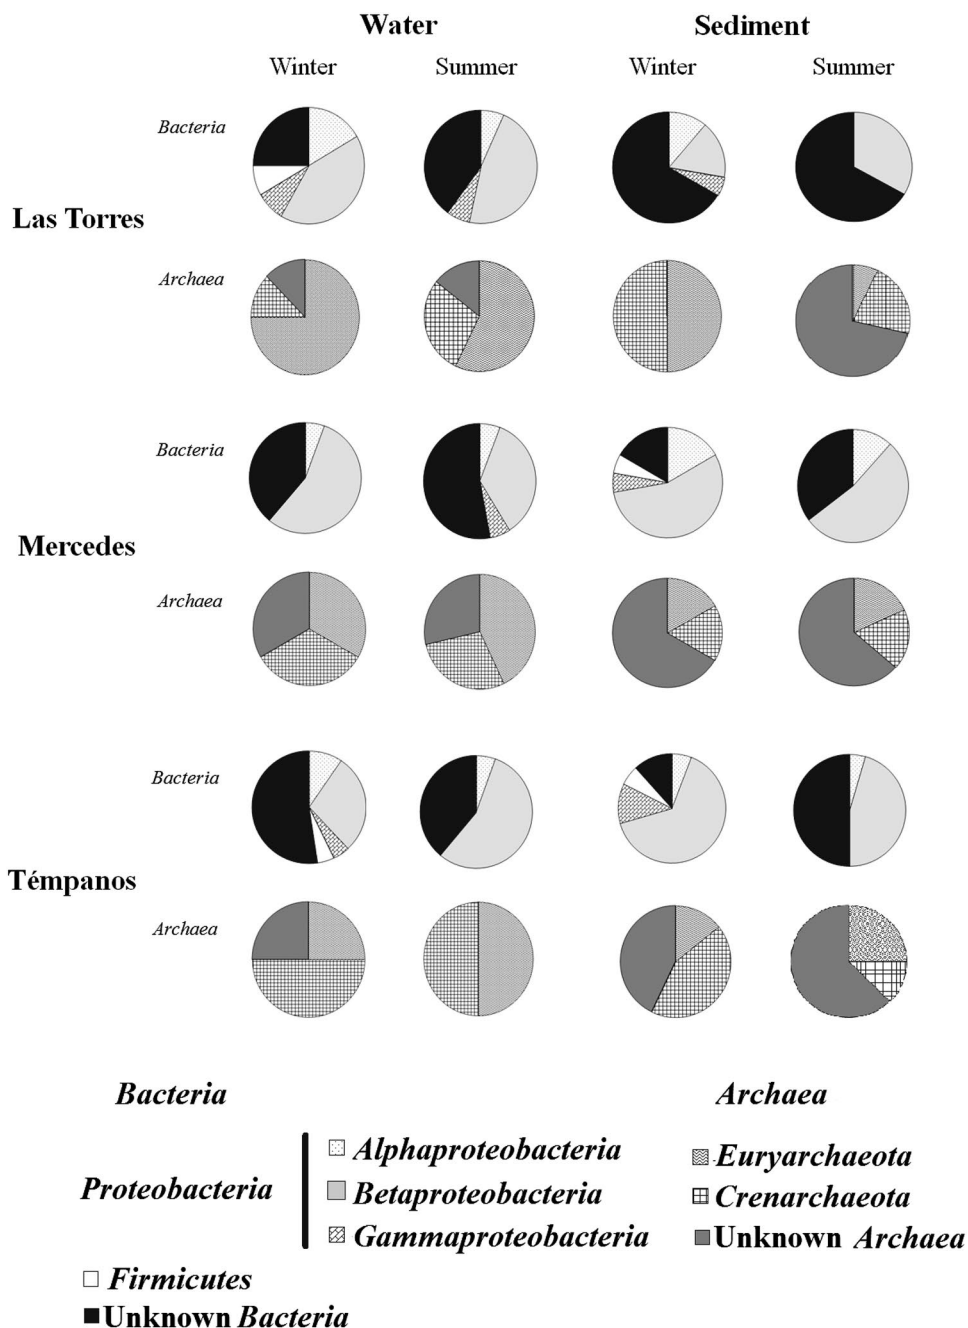 Water
Sediment
Winter
Summer
Winter
Summer
Bacteria
Las Torres
Archaea
Bacteria
Mercedes
Archaea
Bacteria
Témpanos
Archaea
Bacteria
Archaea
Proteobacteria
Alphaproteobacteria
Betaproteobacteria
Gammaproteobacteria
Firmicutes
Unknown Bacteria
Euryarchaeota
Crenarchaeota
Unknown Archaea